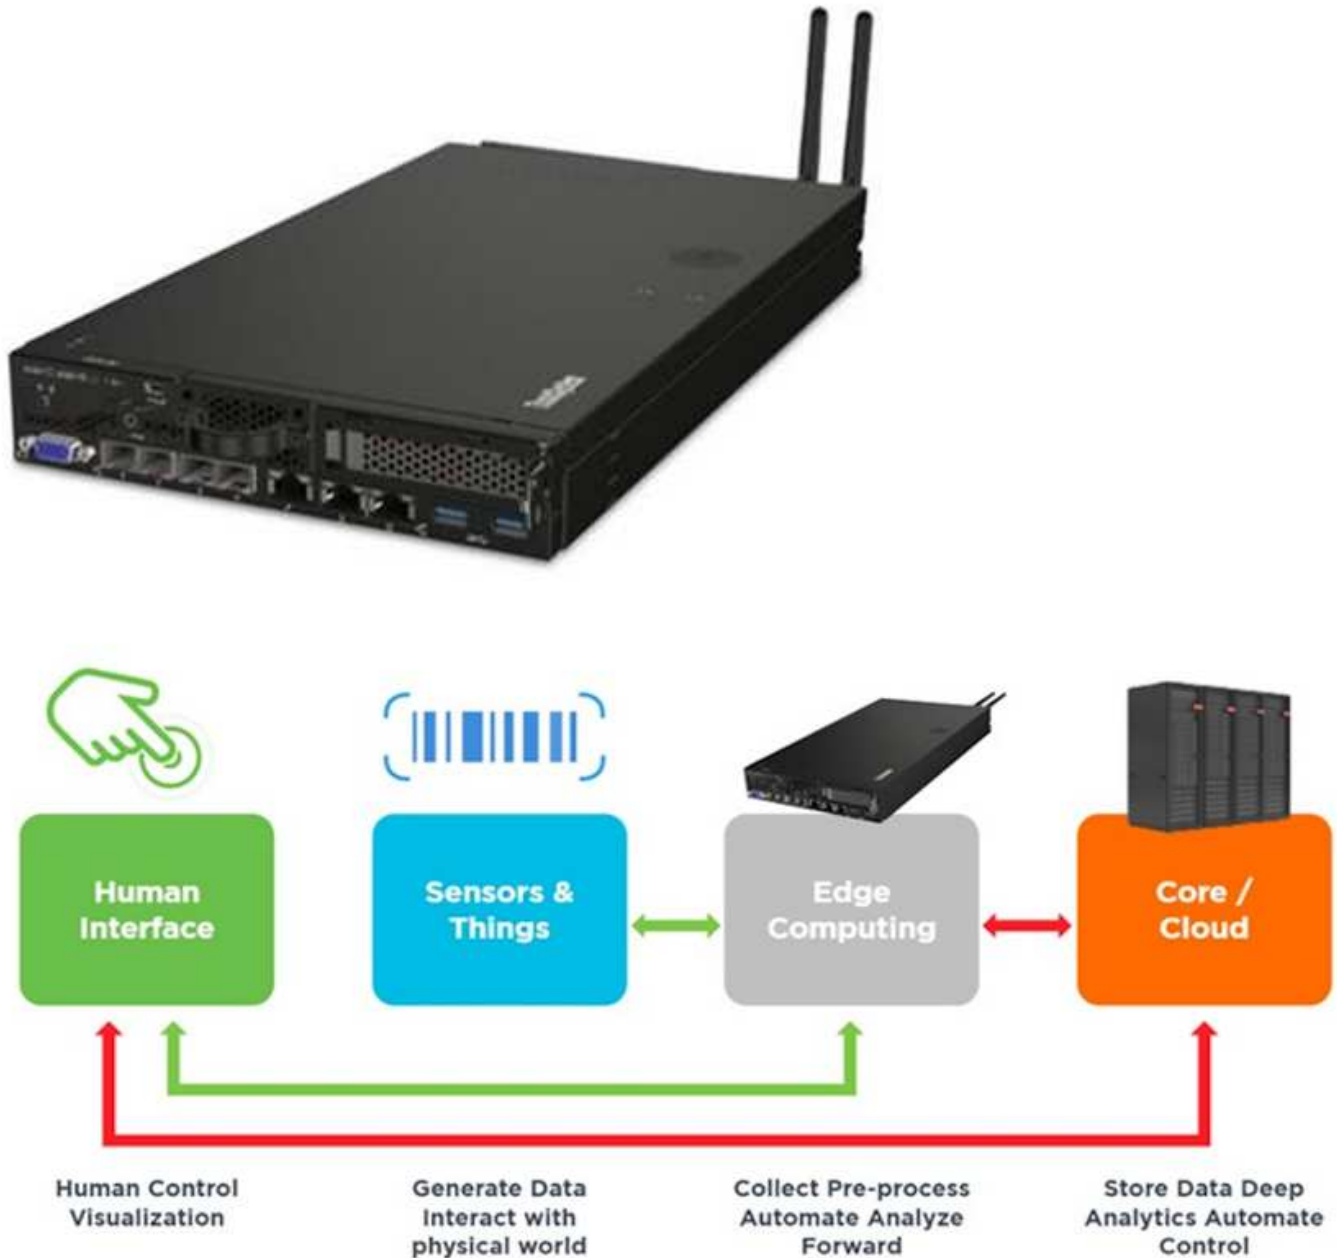 Human
Interface
Sensors &
Things
Edge
Computing
Core /
Cloud
Human Control
Visualization
Generate Data
Interact with
physical world
Collect Pre-process
Automate Analyze
Forward
Store Data Deep
Analytics Automate
Control